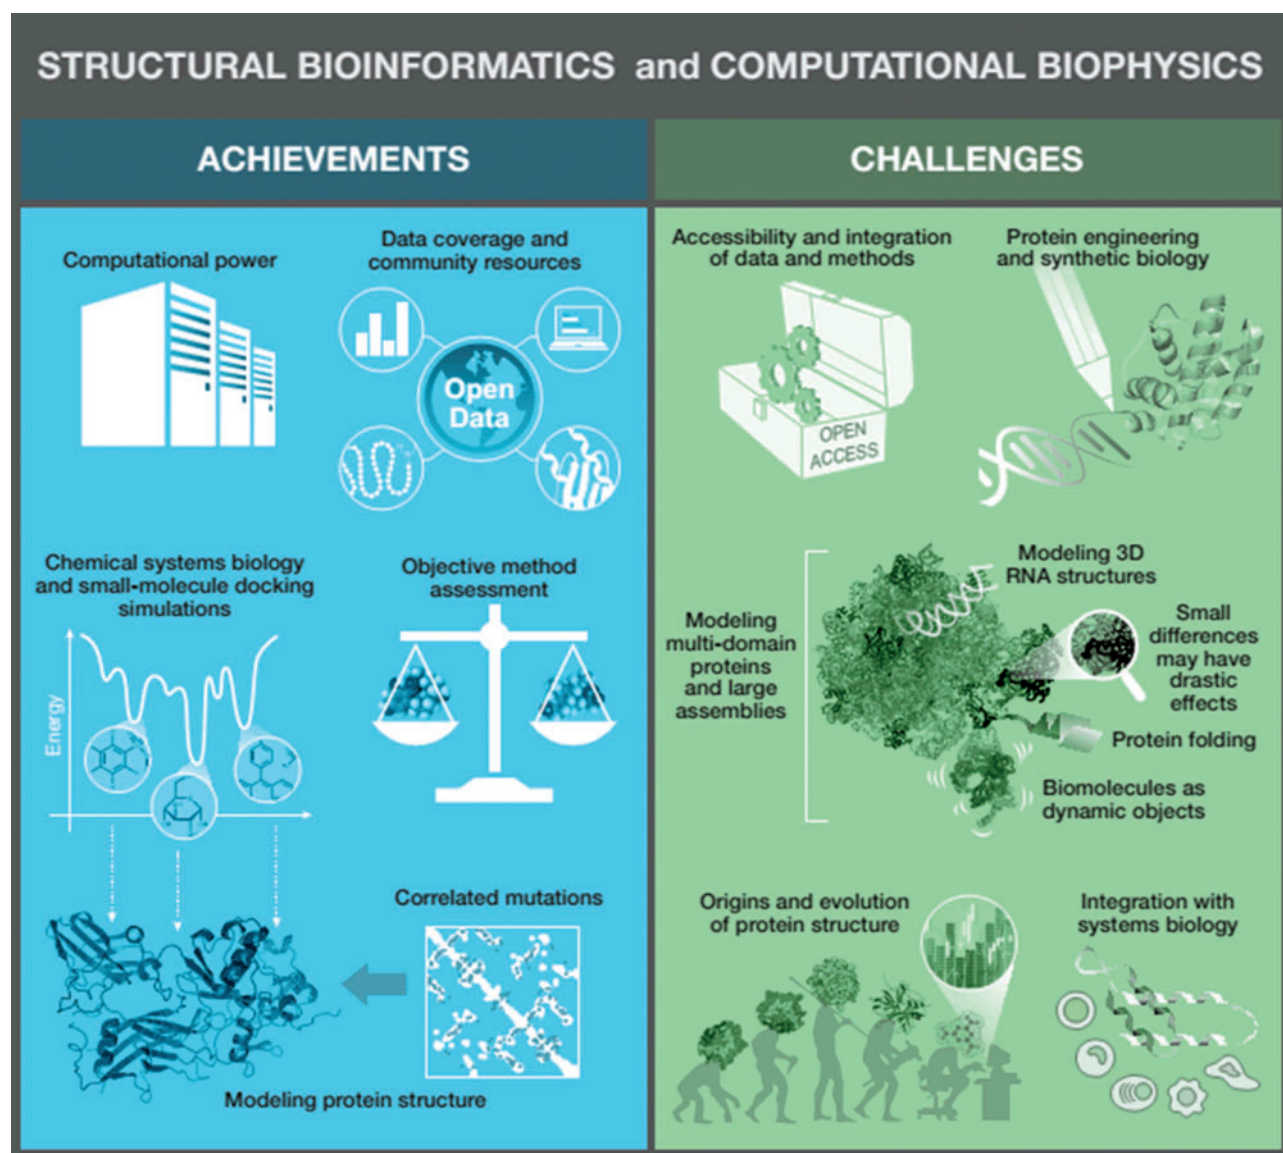 STRUCTURAL BIOINFORMATICS and COMPUTATIONAL BIOPHYSICS
ACHIEVEMENTS
Computational power
Data coverage and
community resources
Open
Data
Chemical systems biology
and small-molecule docking
simulations
Energy
Objective method
assessment
Correlated mutations
Modeling protein structure
CHALLENGES
Accessibility and integration
of data and methods
OPEN
ACCESS
Protein engineering
and synthetic biology
Modeling
multi-domain
proteins
and large
assemblies
Modeling 3D
RNA structures
Small
differences
may have
drastic
effects
Protein folding
Biomolecules as
dynamic objects
Origins and evolution
of protein structure
Integration with
systems biology